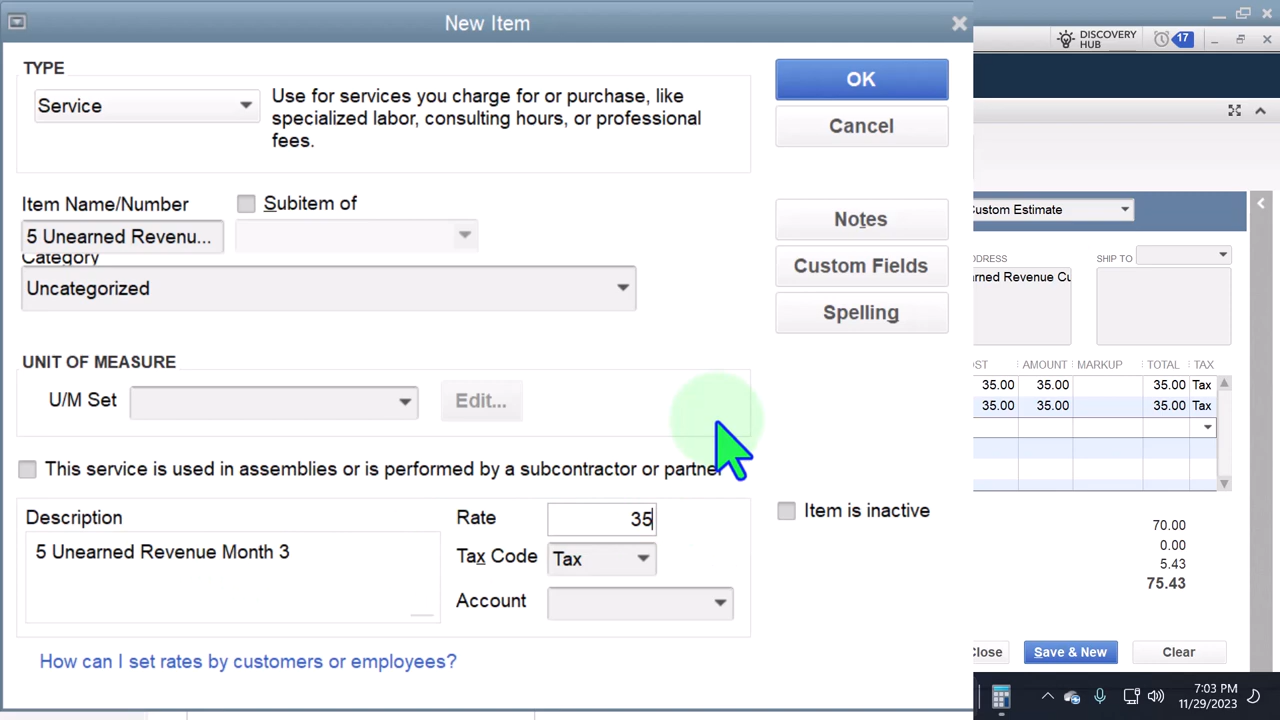 New Item
DISCOVERY
HUB
17
TYPE
Service
Use for services you charge for or purchase, like
specialized labor, consulting hours, or professional
fees.
OK
Cancel
Item Name/Number
Subitem of
5 Unearned Revenu...
Category
Uncategorized
Notes
Custom Fields
Spelling
Custom Estimate
DDRESS
SHIP TO
rned Revenue Cu
UNIT OF MEASURE
U/M Set
Edit...
OST AMOUNT MARKUP TOTAL TAX
35.00 35.00 35.00 Tax
35.00 35.00 35.00 Tax
This service is used in assemblies or is performed by a subcontractor or partner
Description
5 Unearned Revenue Month 3
Rate
35
Tax Code
Tax
Account
Item is inactive
70.00
0.00
5.43
75.43
How can I set rates by customers or employees?
Close
Save & New
Clear
7:03 PM
11/29/2023